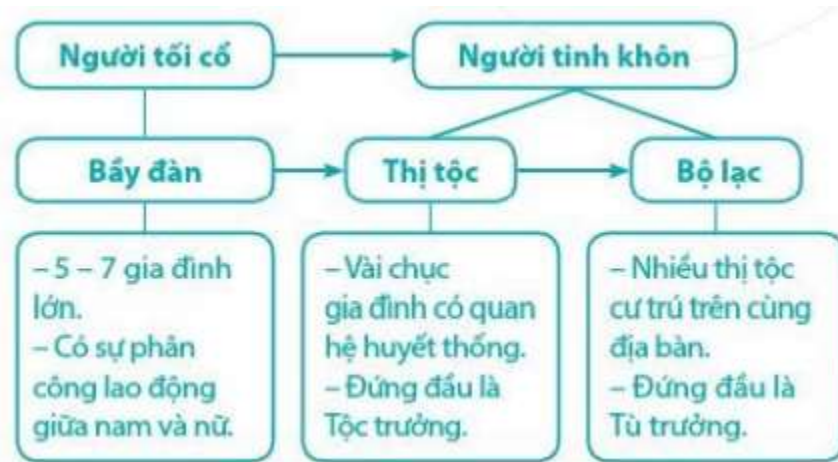 Người tối cổ
Người tinh khôn
Bầy đàn
Thị tộc
Bộ lạc
– 5 – 7 gia đình
lớn.
– Có sự phân
công lao động
giữa nam và nữ.
– Vài chục
gia đình có quan
hệ huyết thống.
– Đứng đầu là
Tộc trưởng.
– Nhiều thị tộc
cư trú trên cùng
địa bàn.
– Đứng đầu là
Tù trưởng.